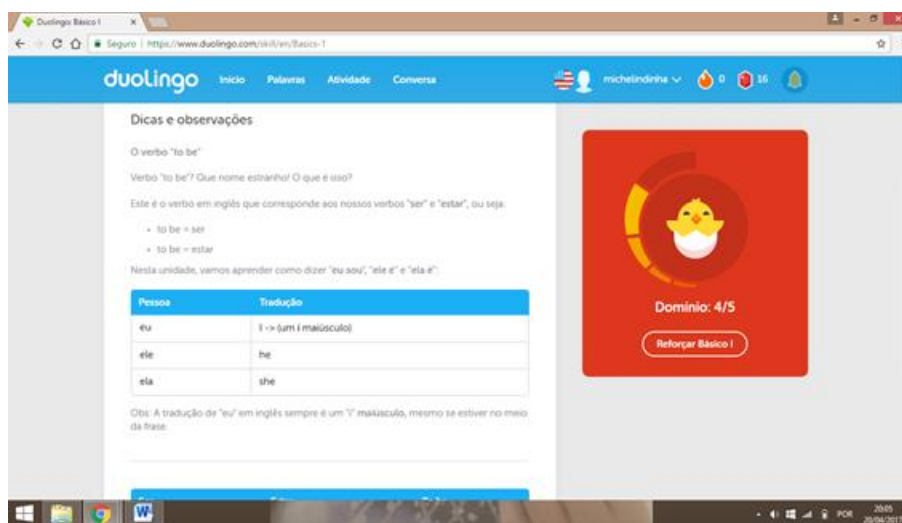 Duolingo Básico I
Seguro | https://www.duolingo.com/skill/en/Basics-1
duolingo Início Palavras Atividade Conversa michelindinha 0 16
Dicas e observações
O verbo "to be"
Verbo "to be"? Que nome estranho! O que é isso?
Este é o verbo em inglês que corresponde aos nossos verbos "ser" e "estar", ou seja:
• to be = ser
• to be = estar
Nesta unidade, vamos aprender como dizer "eu sou", "ele é" e "ela é":
Pessoa Tradução
eu I -> (um i maiúsculo)
ele he
ela she
Obs: A tradução de "eu" em inglês sempre é um "i" maiúsculo, mesmo se estiver no meio
da frase.
Domínio: 4/5
Reforçar Básico I
POR 20:05
20/04/2017